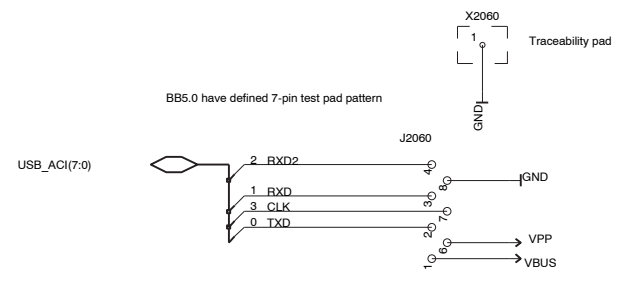 X2060
1
Traceability pad
GND
BB5.0 have defined 7-pin test pad pattern
J2060
USB_ACI(7:0)
2 RXD2
4
8
GND
1 RXD
3
3 CLK
7
0 TXD
2
6
VPP
1
VBUS